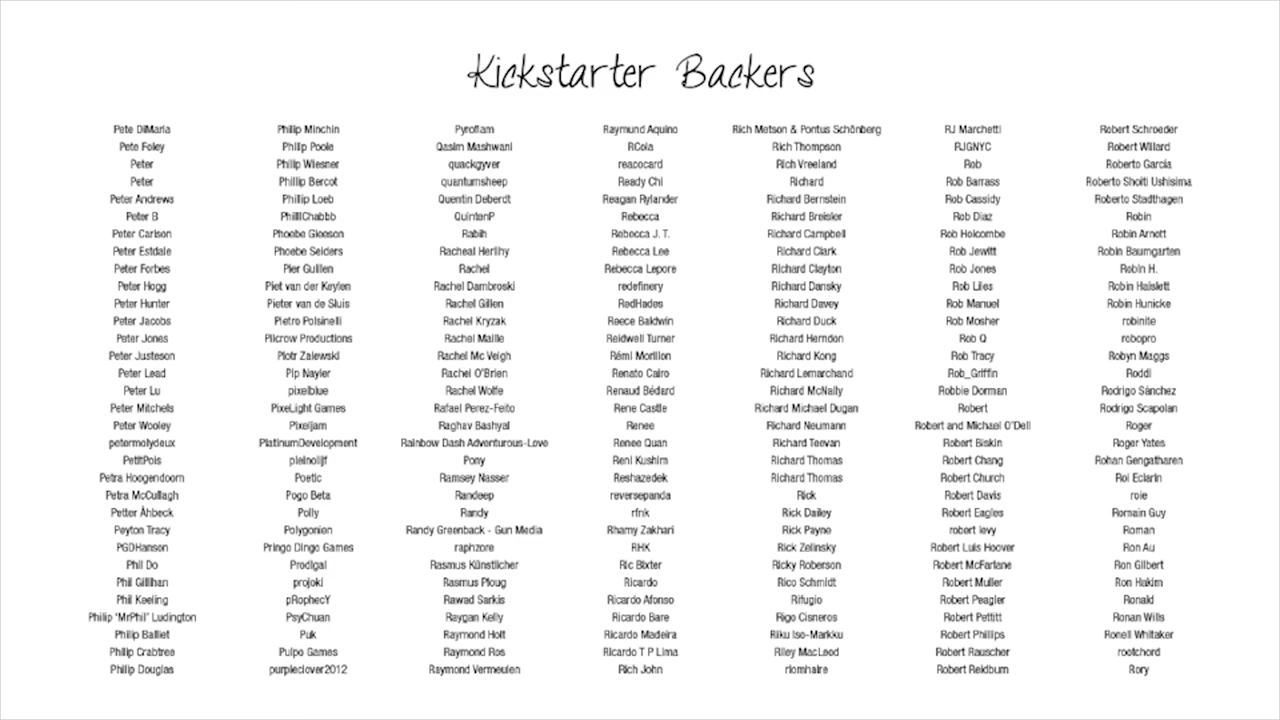 Kickstarter Backers
Pete DiMaria
Pete Foley
Peter
Peter
Peter Andrews
Peter B
Peter Carlson
Peter Estdale
Peter Forbes
Peter Hogg
Peter Hunter
Peter Jacobs
Peter Jones
Peter Justeson
Peter Lead
Peter Lu
Peter Mitchels
Peter Wooley
petermolydeux
PetitPois
Petra Hoogendoorn
Petra McCullagh
Petter Åhbeck
Peyton Tracy
PGDHanson
Phil Do
Phil Gillihan
Phil Keeling
Philip 'MrPhil' Ludington
Philip Balliet
Philip Crabtree
Philip Douglas
Philip Minchin
Philip Poole
Philip Wiesner
Phillip Bercot
Phillip Loeb
PhilllChabbb
Phoebe Gleeson
Phoebe Seiders
Pier Guillen
Piet van der Keylen
Pieter van de Sluis
Pietro Polsinelli
Pilcrow Productions
Piotr Zalewski
Pip Nayler
pixelblue
PixeLight Games
Pixeljam
PlatinumDevelopment
pleinolijf
Poetic
Pogo Beta
Polly
Polygonien
Pringo Dingo Games
Prodigal
projoki
pRophecY
PsyChuan
Puk
Pulpo Games
purpleclover2012
Pyroflam
Qasim Mashwani
quackgyver
quantumsheep
Quentin Deberdt
QuintenP
Rabih
Racheal Herlihy
Rachel
Rachel Dambroski
Rachel Gillen
Rachel Kryzak
Rachel Maille
Rachel Mc Veigh
Rachel O'Brien
Rachel Wolfe
Rafael Perez-Feito
Raghav Bashyal
Rainbow Dash Adventurous-Love
Pony
Ramsey Nasser
Randeep
Randy
Randy Greenback - Gun Media
raphzore
Rasmus Künstlicher
Rasmus Ploug
Rawad Sarkis
Raygan Kelly
Raymond Holt
Raymond Ros
Raymond Vermeulen
Raymund Aquino
RCola
reacocard
Ready Chi
Reagan Rylander
Rebecca
Rebecca J. T.
Rebecca Lee
Rebecca Lepore
redefinery
RedHades
Reece Baldwin
Reidwell Turner
Rémi Morillon
Renato Cairo
Renaud Bédard
Rene Castle
Renee
Renee Quan
Reni Kushim
Reshazedek
reversepanda
rfnk
Rhamy Zakhari
RHK
Ric Bixter
Ricardo
Ricardo Afonso
Ricardo Bare
Ricardo Madeira
Ricardo T P Lima
Rich John
Rich Metson & Pontus Schönberg
Rich Thompson
Rich Vreeland
Richard
Richard Bernstein
Richard Breisler
Richard Campbell
Richard Clark
Richard Clayton
Richard Dansky
Richard Davey
Richard Duck
Richard Herndon
Richard Kong
Richard Lemarchand
Richard McNally
Richard Michael Dugan
Richard Neumann
Richard Teevan
Richard Thomas
Richard Thomas
Rick
Rick Dailey
Rick Payne
Rick Zelinsky
Ricky Roberson
Rico Schmidt
Rifugio
Rigo Cisneros
Riku Iso-Markku
Riley MacLeod
riomhaire
RJ Marchetti
RJGNYC
Rob
Rob Barrass
Rob Cassidy
Rob Diaz
Rob Holcombe
Rob Jewitt
Rob Jones
Rob Liles
Rob Manuel
Rob Mosher
Rob Q
Rob Tracy
Rob_Griffin
Robbie Dorman
Robert
Robert and Michael O'Dell
Robert Biskin
Robert Chang
Robert Church
Robert Davis
Robert Eagles
robert levy
Robert Luis Hoover
Robert McFarlane
Robert Muller
Robert Peagler
Robert Pettitt
Robert Phillips
Robert Rauscher
Robert Reidburn
Robert Schroeder
Robert Willard
Roberto Garcia
Roberto Shoiti Ushisima
Roberto Stadthagen
Robin
Robin Arnett
Robin Baumgarten
Robin H.
Robin Haislett
Robin Hunicke
robinite
robopro
Robyn Maggs
Roddi
Rodrigo Sánchez
Rodrigo Scapolan
Roger
Roger Yates
Rohan Gengatharen
Roi Eclarin
roie
Romain Guy
Roman
Ron Au
Ron Gilbert
Ron Hakim
Ronald
Ronan Wills
Ronell Whitaker
rootchord
Rory